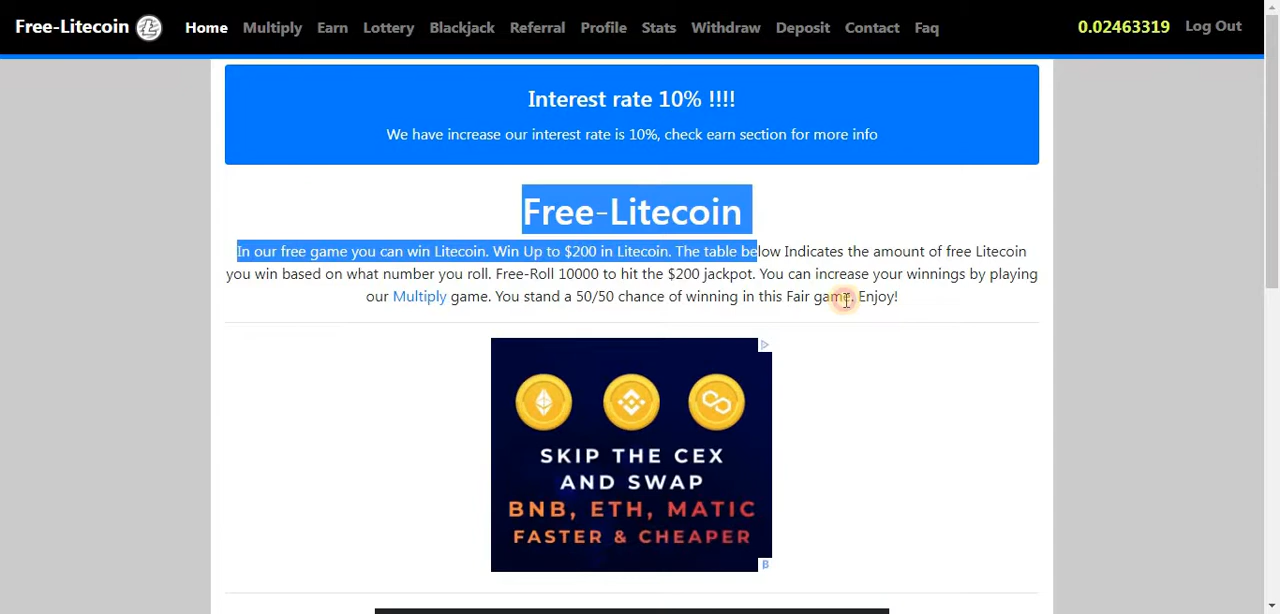 Free-Litecoin Home Multiply Earn Lottery Blackjack Referral Profile Stats Withdraw Deposit Contact Faq 0.02463319 Log Out
Interest rate 10% !!!!
We have increase our interest rate is 10%, check earn section for more info
Free-Litecoin
In our free game you can win Litecoin. Win Up to $200 in Litecoin. The table below Indicates the amount of free Litecoin
you win based on what number you roll. Free-Roll 10000 to hit the $200 jackpot. You can increase your winnings by playing
our Multiply game. You stand a 50/50 chance of winning in this Fair game. Enjoy!
SKIP THE CEX
AND SWAP
BNB, ETH, MATIC
FASTER & CHEAPER
B